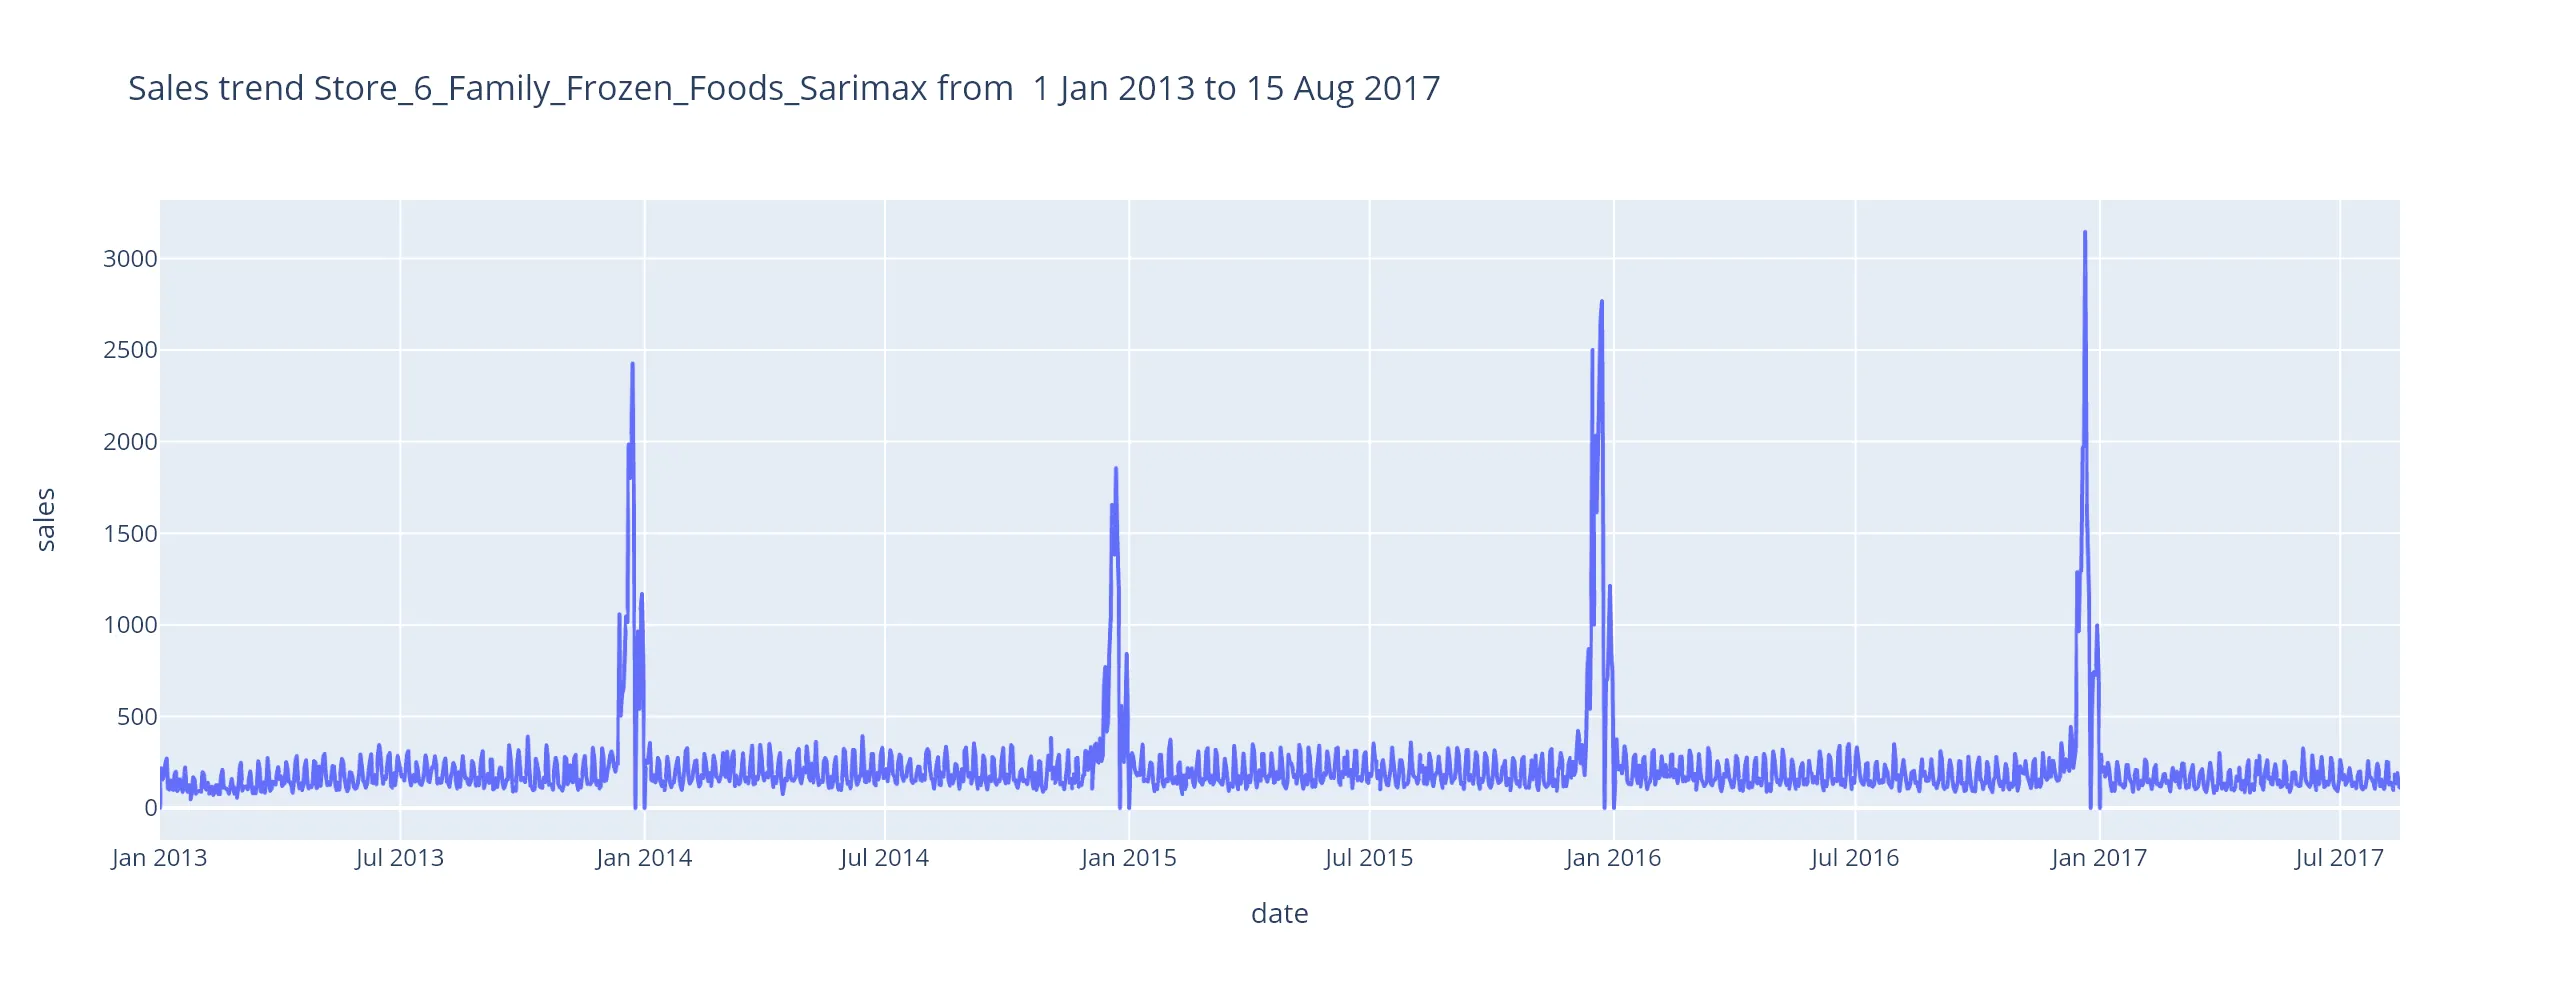 Sales trend Store_6_Family_Frozen_Foods_Sarimax from  1 Jan 2013 to 15 Aug 2017
3000
2500
2000
1500
1000
500
0
sales
Jan 2013 Jul 2013 Jan 2014 Jul 2014 Jan 2015 Jul 2015 Jan 2016 Jul 2016 Jan 2017 Jul 2017
date